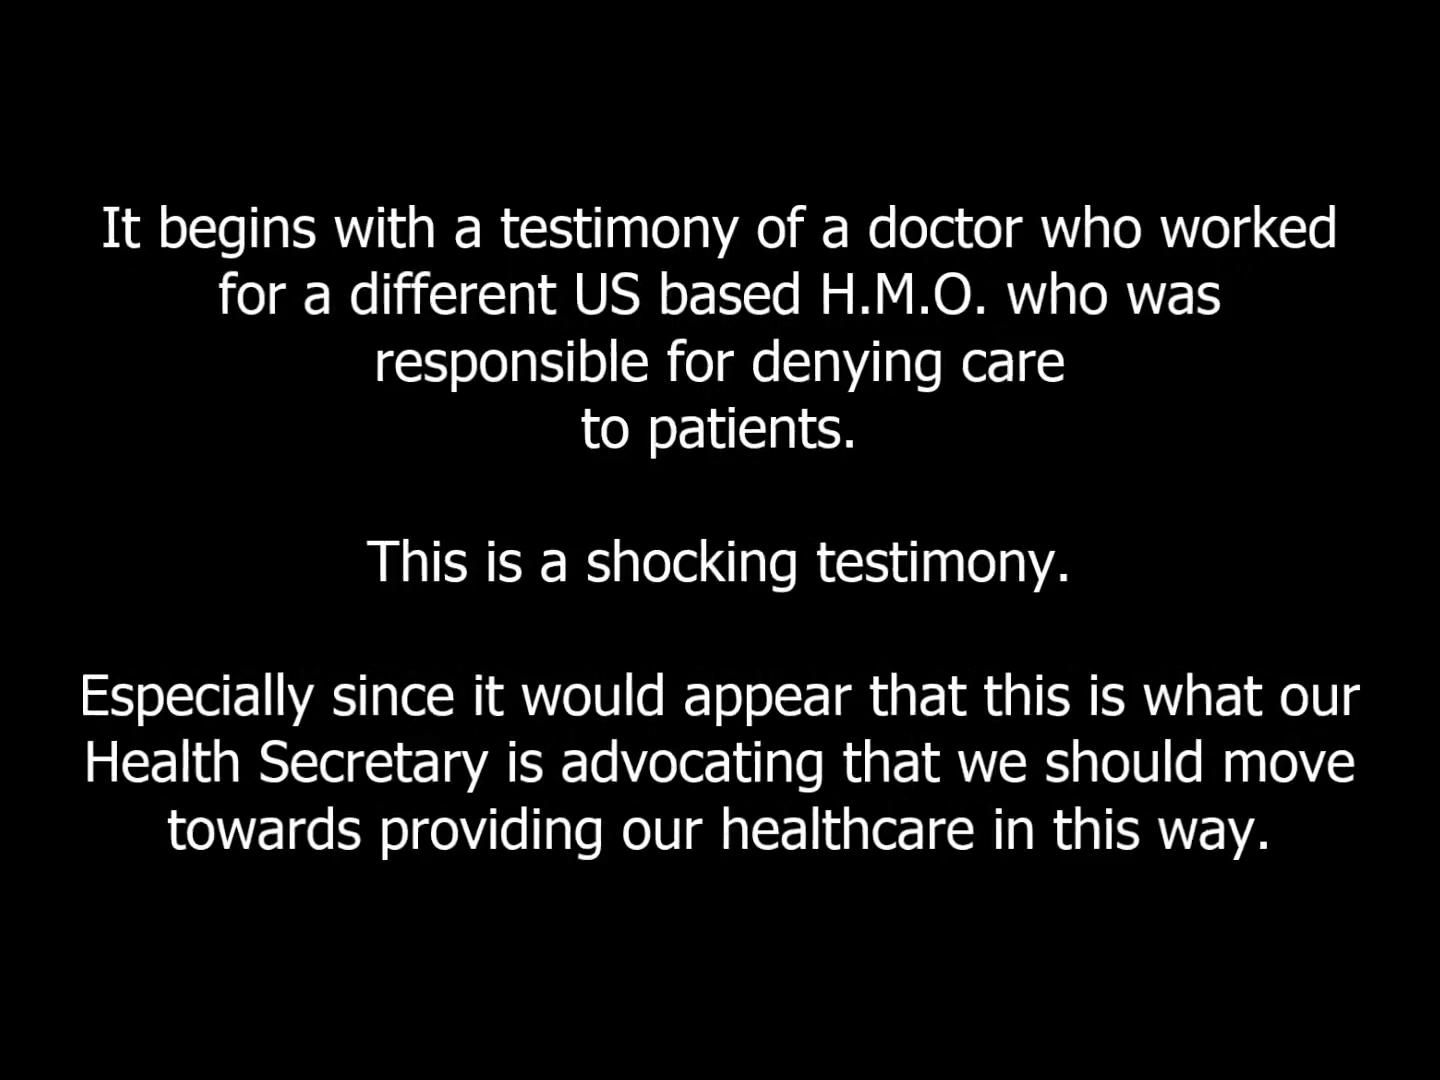 It begins with a testimony of a doctor who worked
for a different US based H.M.O. who was
responsible for denying care
to patients.
This is a shocking testimony.
Especially since it would appear that this is what our
Health Secretary is advocating that we should move
towards providing our healthcare in this way.